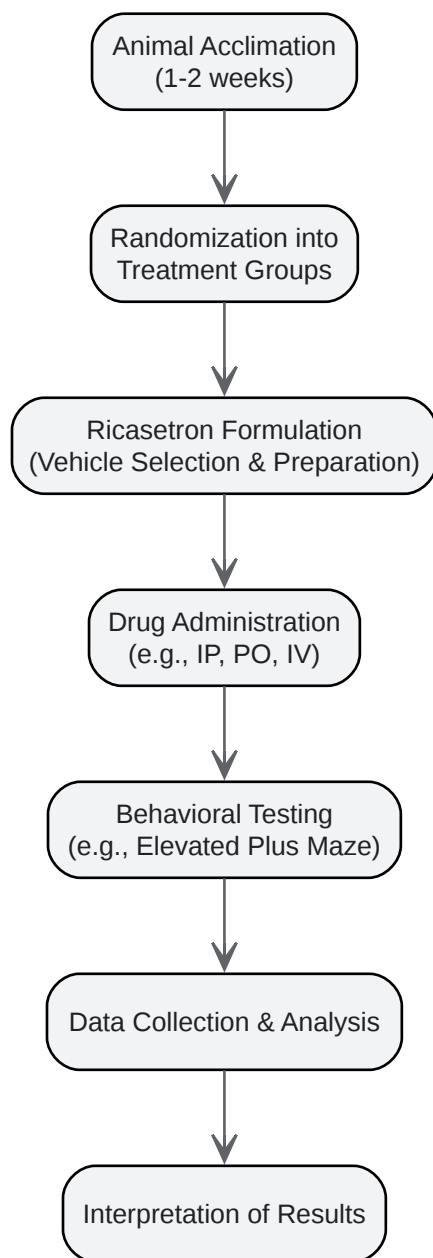 Animal Acclimation
(1-2 weeks)
Randomization into
Treatment Groups
Ricasetron Formulation
(Vehicle Selection & Preparation)
Drug Administration
(e.g., IP, PO, IV)
Behavioral Testing
(e.g., Elevated Plus Maze)
Data Collection & Analysis
Interpretation of Results